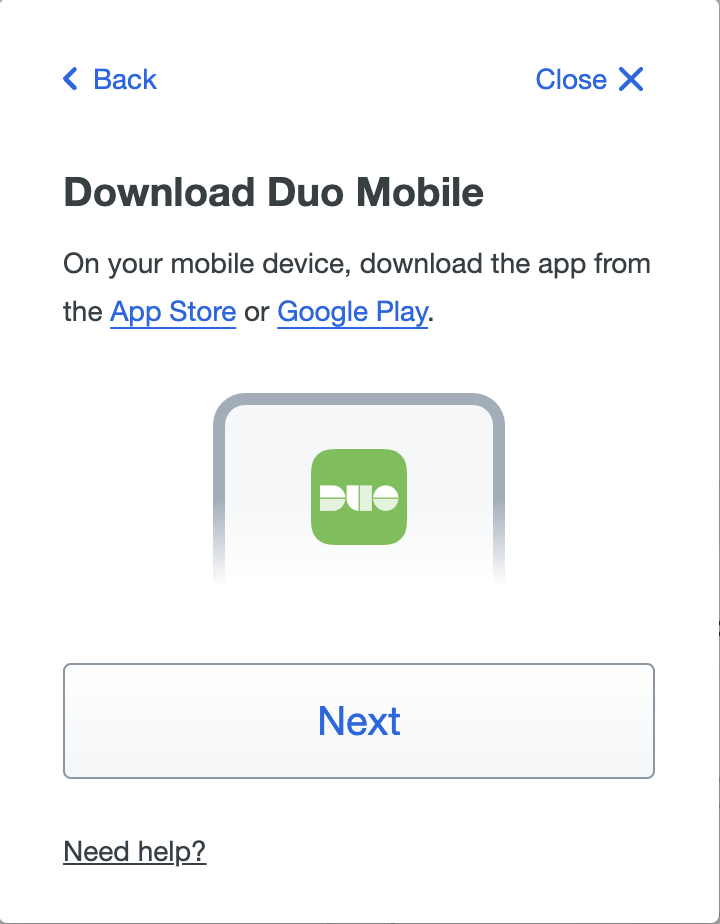 Back
Close
Download Duo Mobile
On your mobile device, download the app from
the App Store or Google Play.
DUO
Next
Need help?